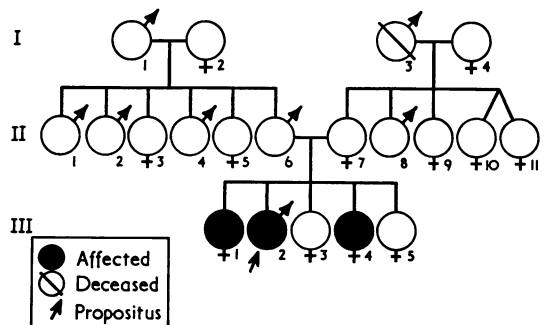 I
1 2 3 4
II
1 2 3 4 5 6 7 8 9 10 11
III
1 2 3 4 5
Affected
Deceased
Propositus